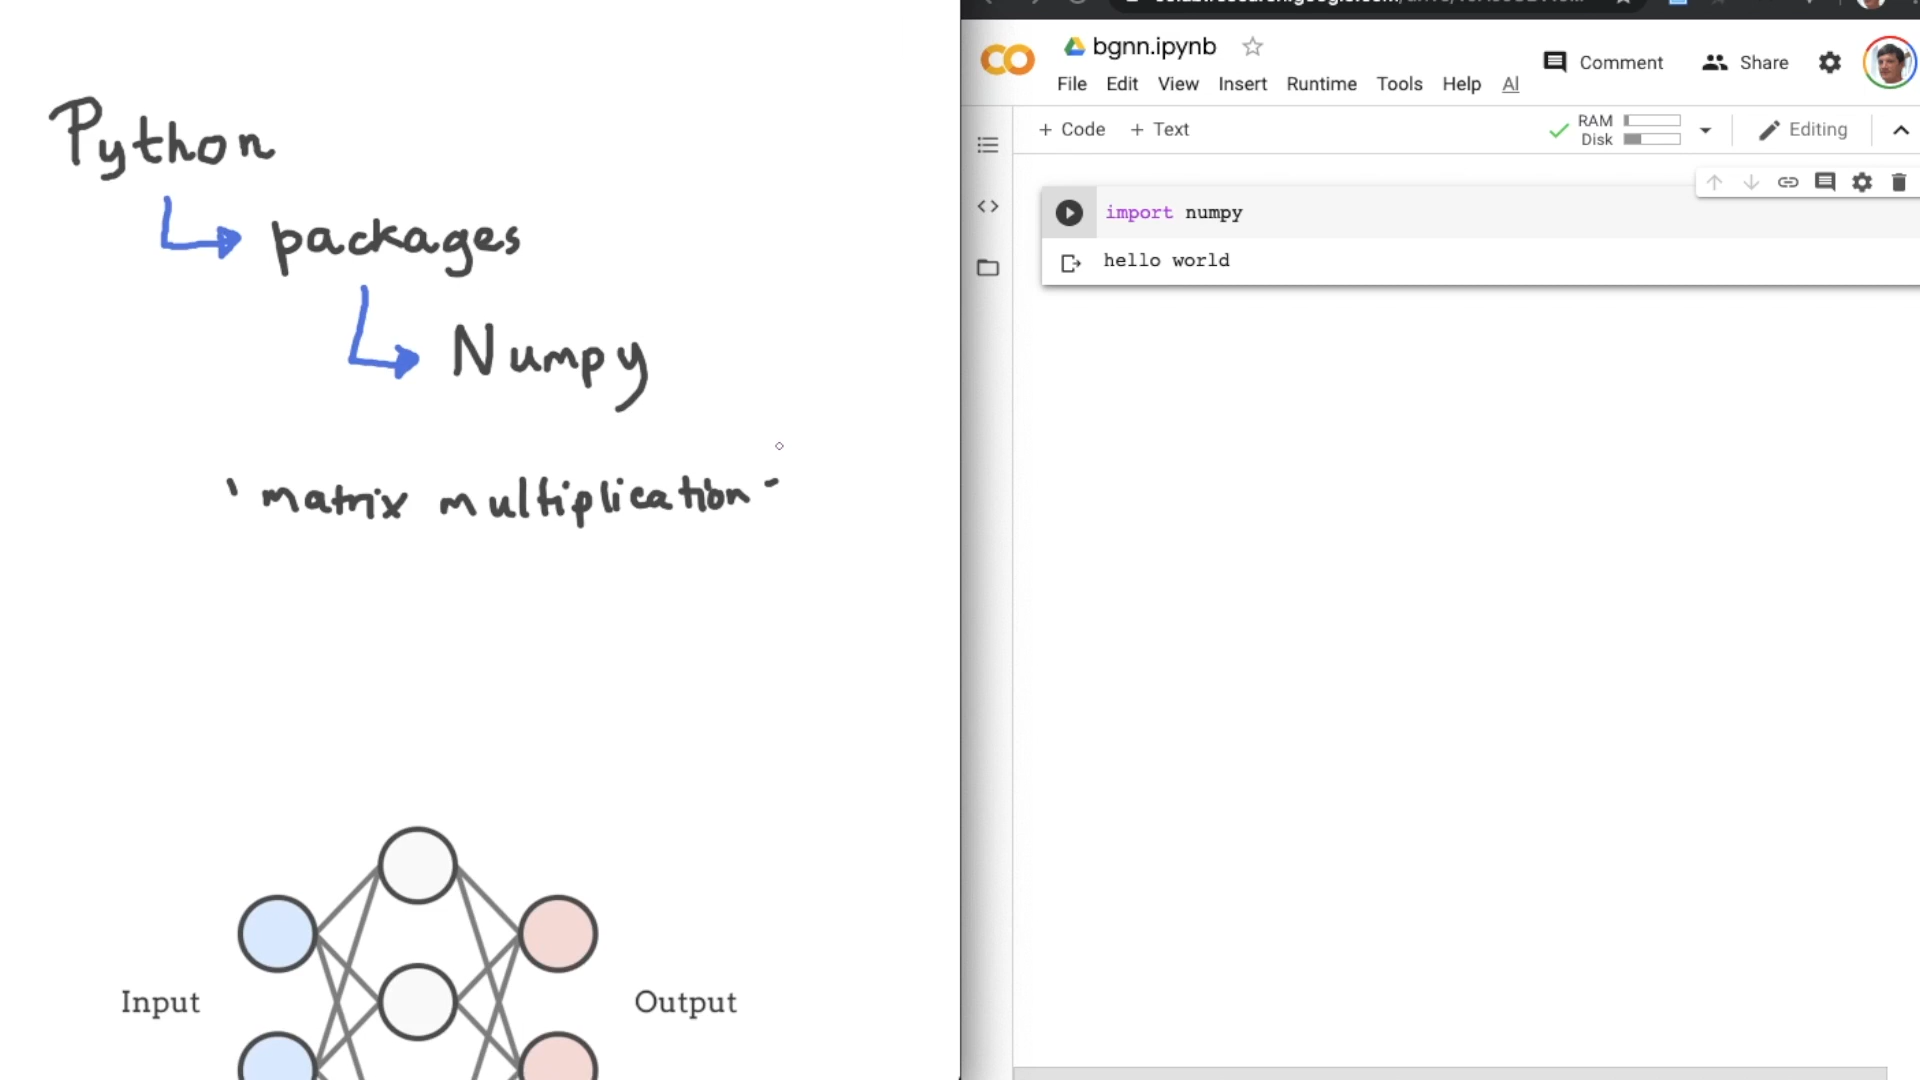 Python
packages
Numpy
' matrix multiplication -
Input
Output
bgnn.ipynb
Comment
Share
File Edit View Insert Runtime Tools Help Al
+ Code + Text
RAM
Disk
Editing
import numpy
hello world